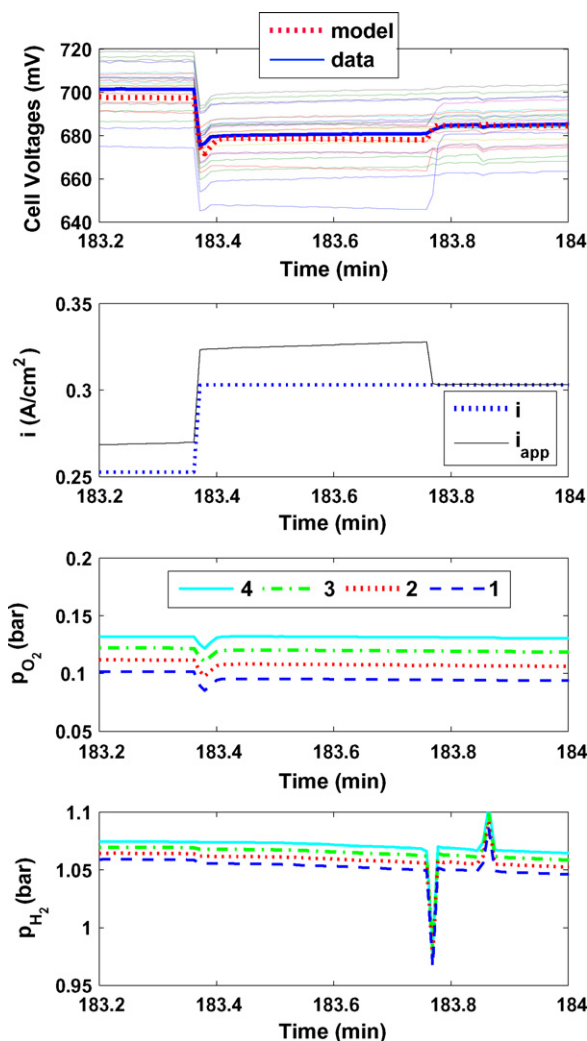 model
data
720
700
680
660
640
Cell Voltages (mV)
183.2 183.4 183.6 183.8 184
Time (min)
0.35
0.3
0.25
i (A/cm²)
i
i_app
183.2 183.4 183.6 183.8 184
Time (min)
0.2
0.15
0.1
0.05
p_O₂ (bar)
4 3 2 1
183.2 183.4 183.6 183.8 184
Time (min)
1.1
1.05
1
0.95
p_H₂ (bar)
183.2 183.4 183.6 183.8 184
Time (min)